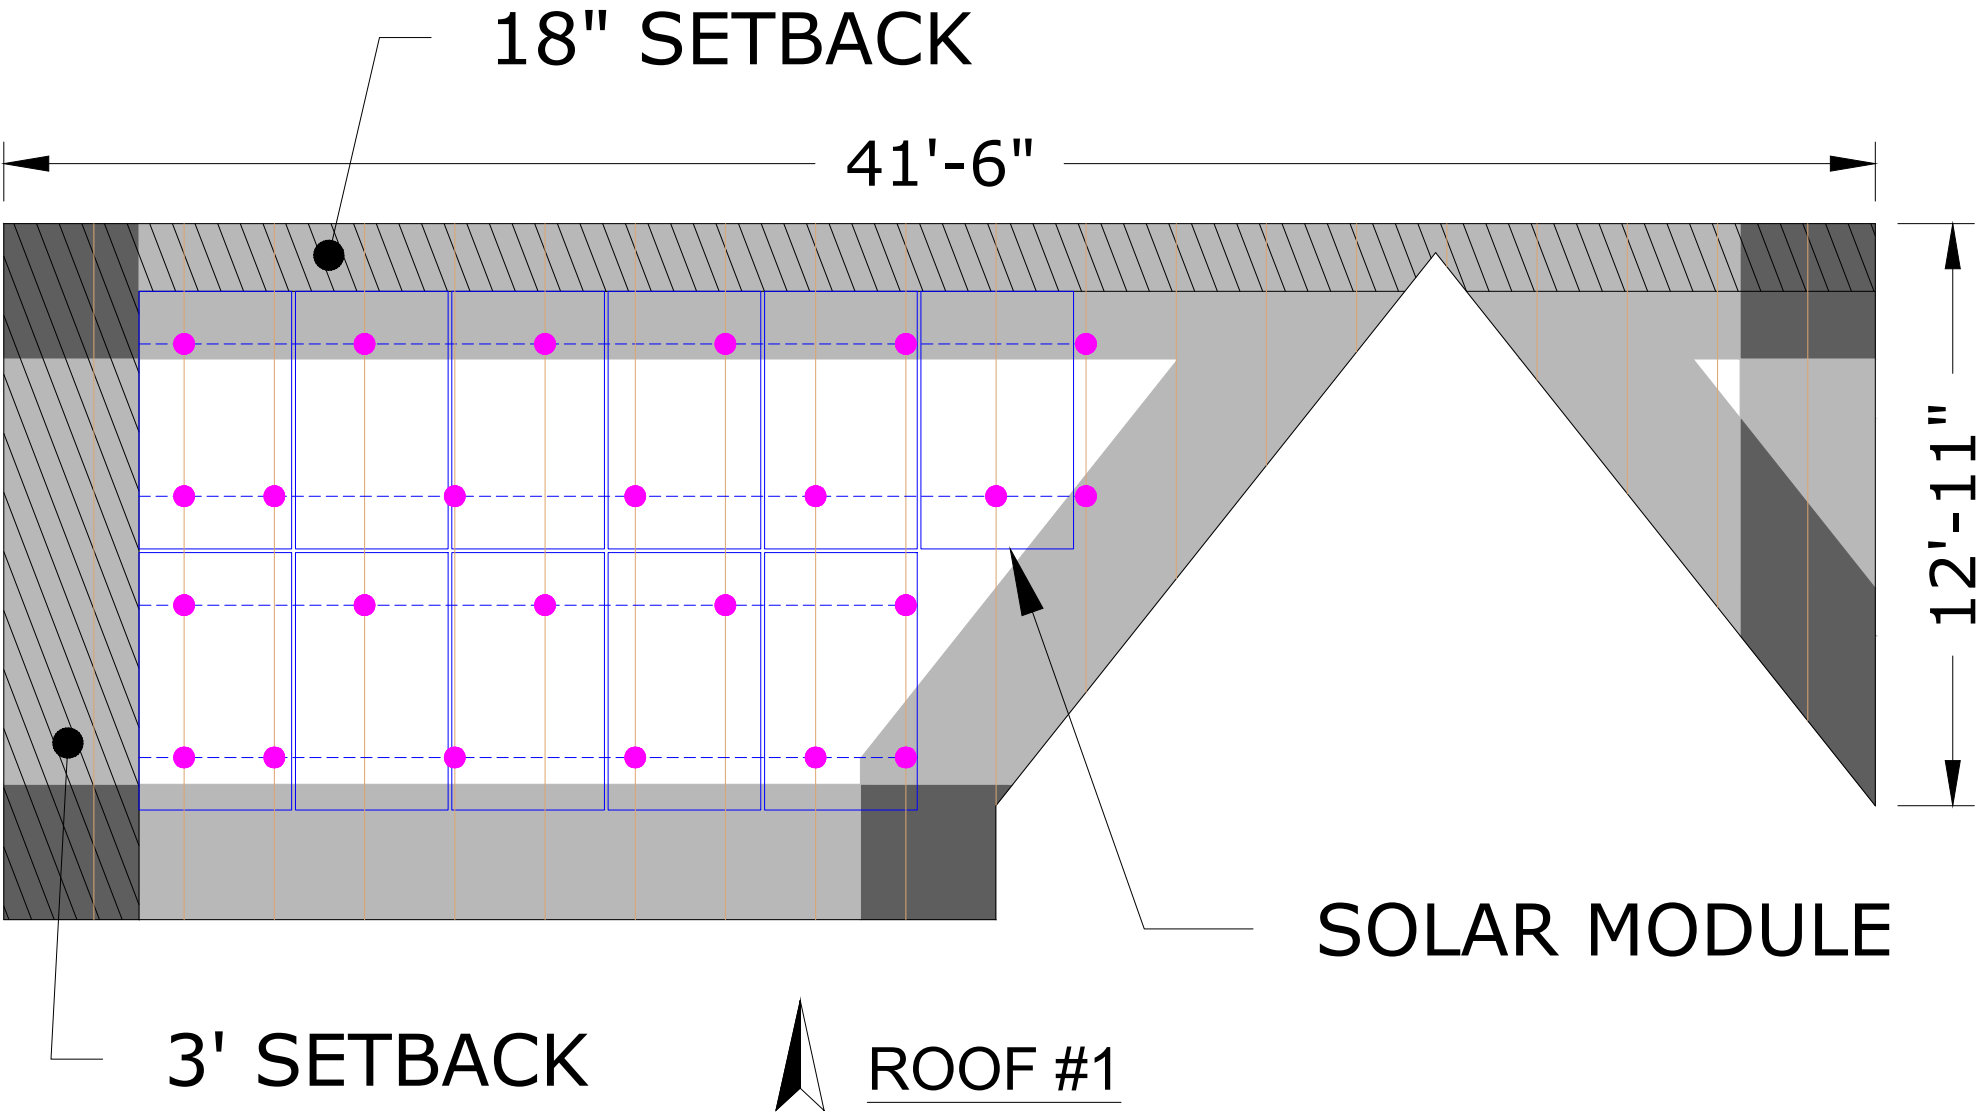 18" SETBACK
41'-6"
12'-11"
SOLAR MODULE
3' SETBACK
ROOF #1